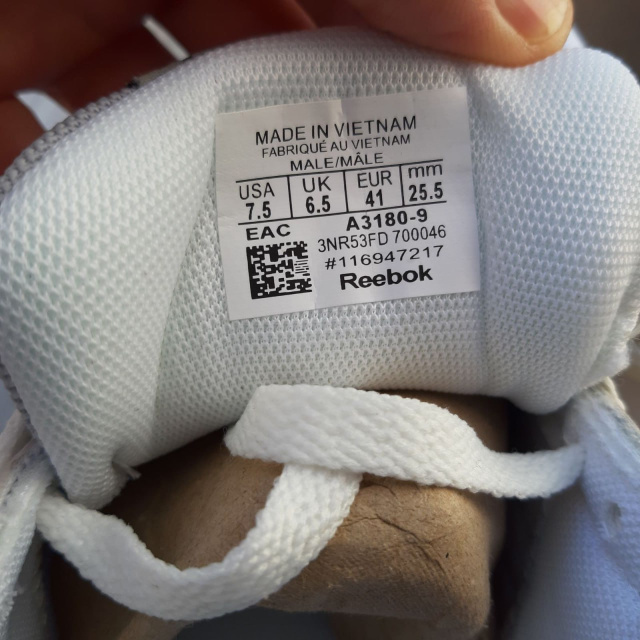 MADE IN VIETNAM
FABRIQUÉ AU VIETNAM
MALE/MÂLE
USA UK EUR mm
7.5 6.5 41 25.5
EAC A3180-9
3NR53FD 700046
#116947217
Reebok